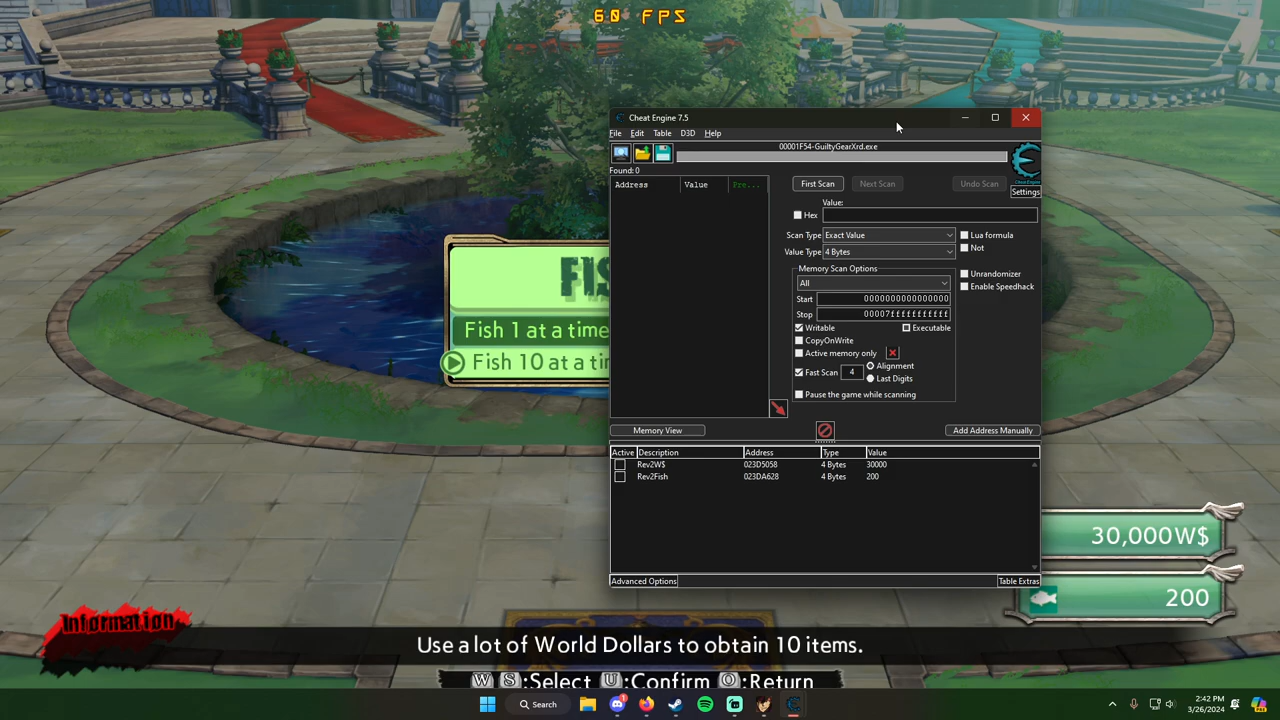 60 FPS
Cheat Engine 7.5
File Edit Table D3D Help
00001F54-GuiltyGearXrd.exe
Found: 0
Address Value Pre...
First Scan Next Scan Undo Scan
Settings
Value:
Hex
Scan Type Exact Value
Lua formula
Not
Value Type 4 Bytes
Memory Scan Options
All
Unrandomizer
Enable Speedhack
Start 0000000000000000
Stop 00007fffffffffff
Writable Executable
CopyOnWrite
Active memory only
Fast Scan 4 Alignment
Last Digits
Pause the game while scanning
Memory View Add Address Manually
Active Description Address Type Value
Rev2W$ 023D5058 4 Bytes 30000
Rev2Fish 023DA628 4 Bytes 200
Advanced Options Table Extras
FIS
Fish 1 at a time
Fish 10 at a tim
30,000W$
200
Information
Use a lot of World Dollars to obtain 10 items.
W S :Select U :Confirm O :Return
Search
2:42 PM
3/26/2024